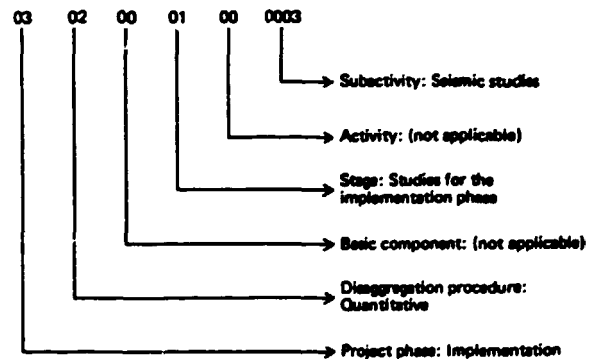 03 02 00 01 00 0003
Subactivity: Seismic studies
Activity: (not applicable)
Stage: Studies for the
implementation phase
Basic component: (not applicable)
Disaggregation procedure:
Quantitative
Project phase: Implementation